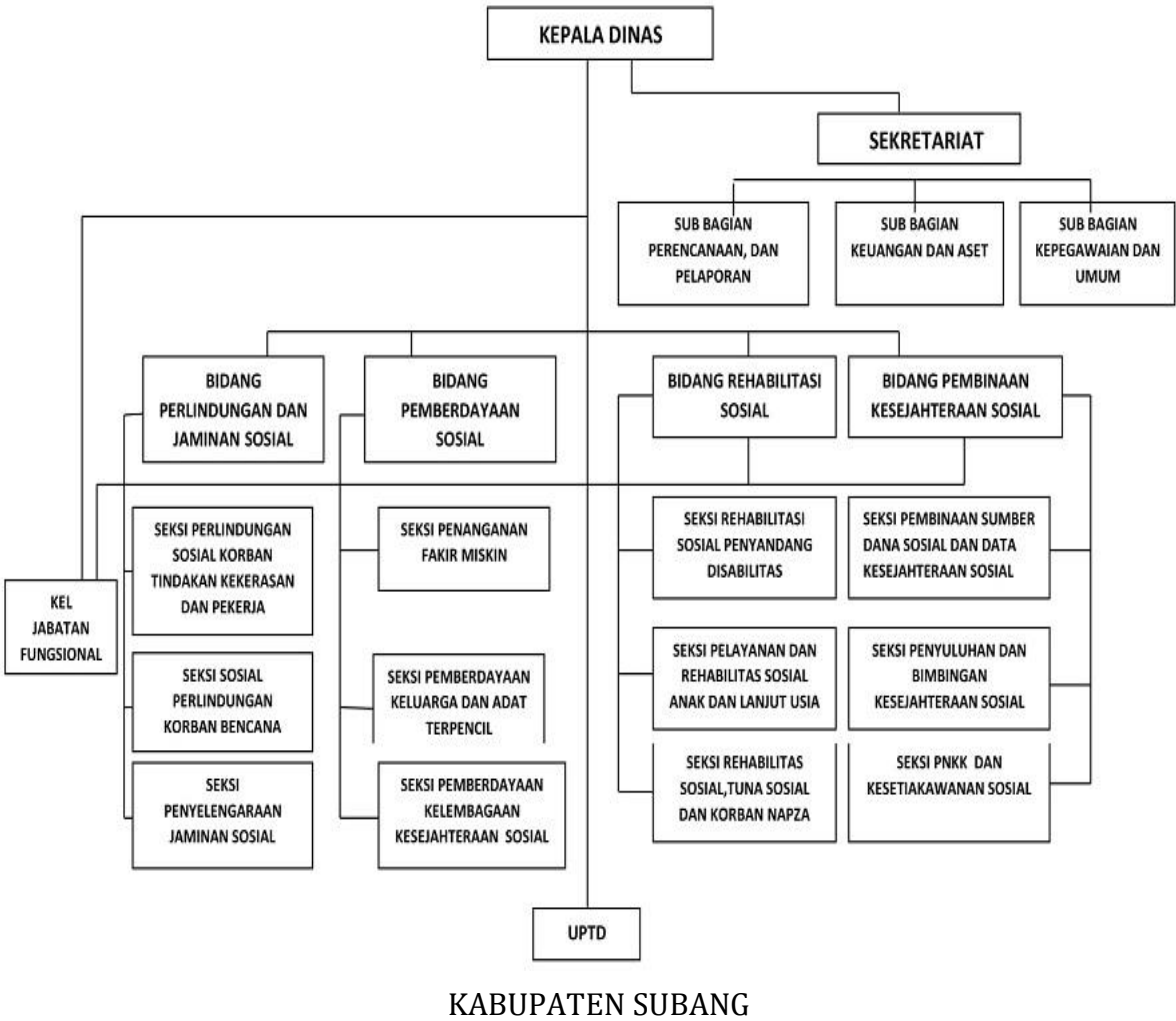 KEPALA DINAS
SEKRETARIAT
SUB BAGIAN
PERENCANAAN, DAN
PELAPORAN
SUB BAGIAN
KEUANGAN DAN ASET
SUB BAGIAN
KEPEGAWAIAN DAN
UMUM
BIDANG
PERLINDUNGAN DAN
JAMINAN SOSIAL
BIDANG
PEMBERDAYAAN
SOSIAL
BIDANG REHABILITASI
SOSIAL
BIDANG PEMBINAAN
KESEJAHTERAAN SOSIAL
SEKSI PERLINDUNGAN
SOSIAL KORBAN
TINDAKAN KEKERASAN
DAN PEKERJA
SEKSI PENANGANAN
FAKIR MISKIN
SEKSI REHABILITASI
SOSIAL PENYANDANG
DISABILITAS
SEKSI PEMBINAAN SUMBER
DANA SOSIAL DAN DATA
KESEJAHTERAAN SOSIAL
KEL
JABATAN
FUNGSIONAL
SEKSI SOSIAL
PERLINDUNGAN
KORBAN BENCANA
SEKSI PEMBERDAYAAN
KELUARGA DAN ADAT
TERPENCIL
SEKSI PELAYANAN DAN
REHABILITAS SOSIAL
ANAK DAN LANJUT USIA
SEKSI PENYULUHAN DAN
BIMBINGAN
KESEJAHTERAAN SOSIAL
SEKSI
PENYELENGARAAN
JAMINAN SOSIAL
SEKSI PEMBERDAYAAN
KELEMBAGAAN
KESEJAHTERAAN SOSIAL
SEKSI REHABILITAS
SOSIAL,TUNA SOSIAL
DAN KORBAN NAPZA
SEKSI PNKK DAN
KESETIAKAWANAN SOSIAL
UPTD
KABUPATEN SUBANG